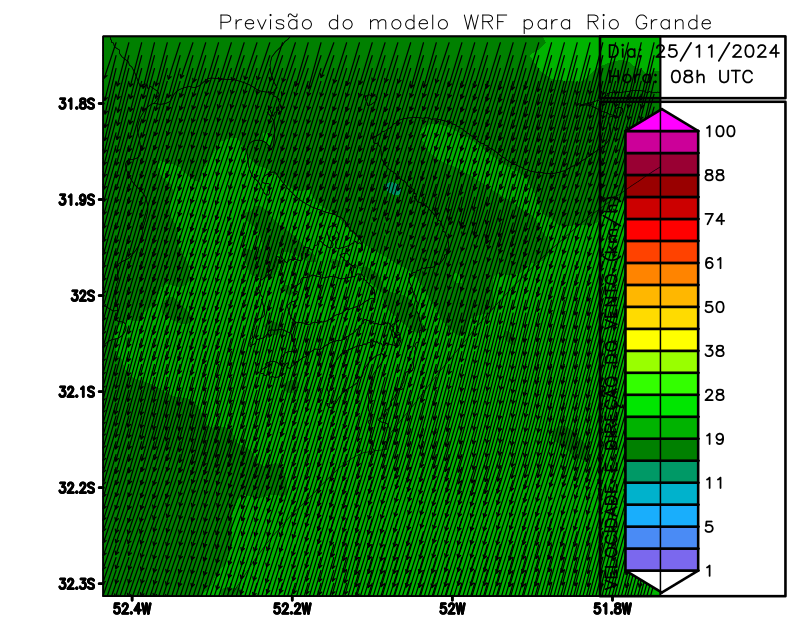 Previsão do modelo WRF para Rio Grande
Dia: 25/11/2024
Hora: 08h UTC
31.8S
31.9S
32S
32.1S
32.2S
32.3S
52.4W
52.2W
52W
51.8W
VELOCIDADE E DIREÇÃO DO VENTO (km/h)
100
88
74
61
50
38
28
19
11
5
1